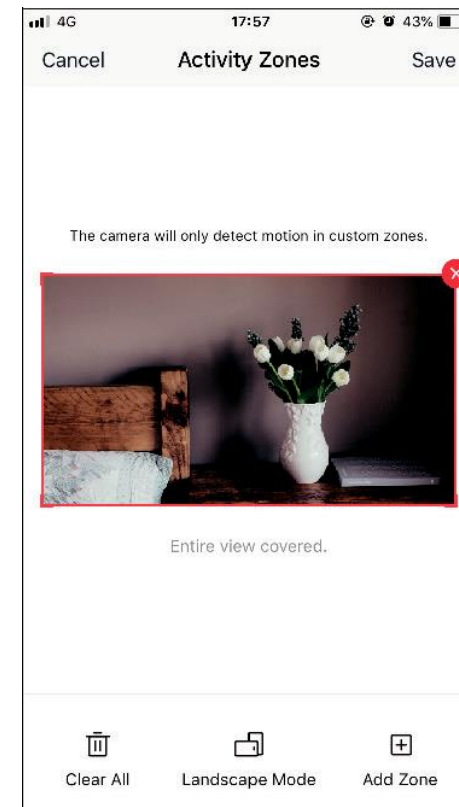 4G 17:57 43%
Cancel Activity Zones Save
The camera will only detect motion in custom zones.
Entire view covered.
Clear All Landscape Mode Add Zone